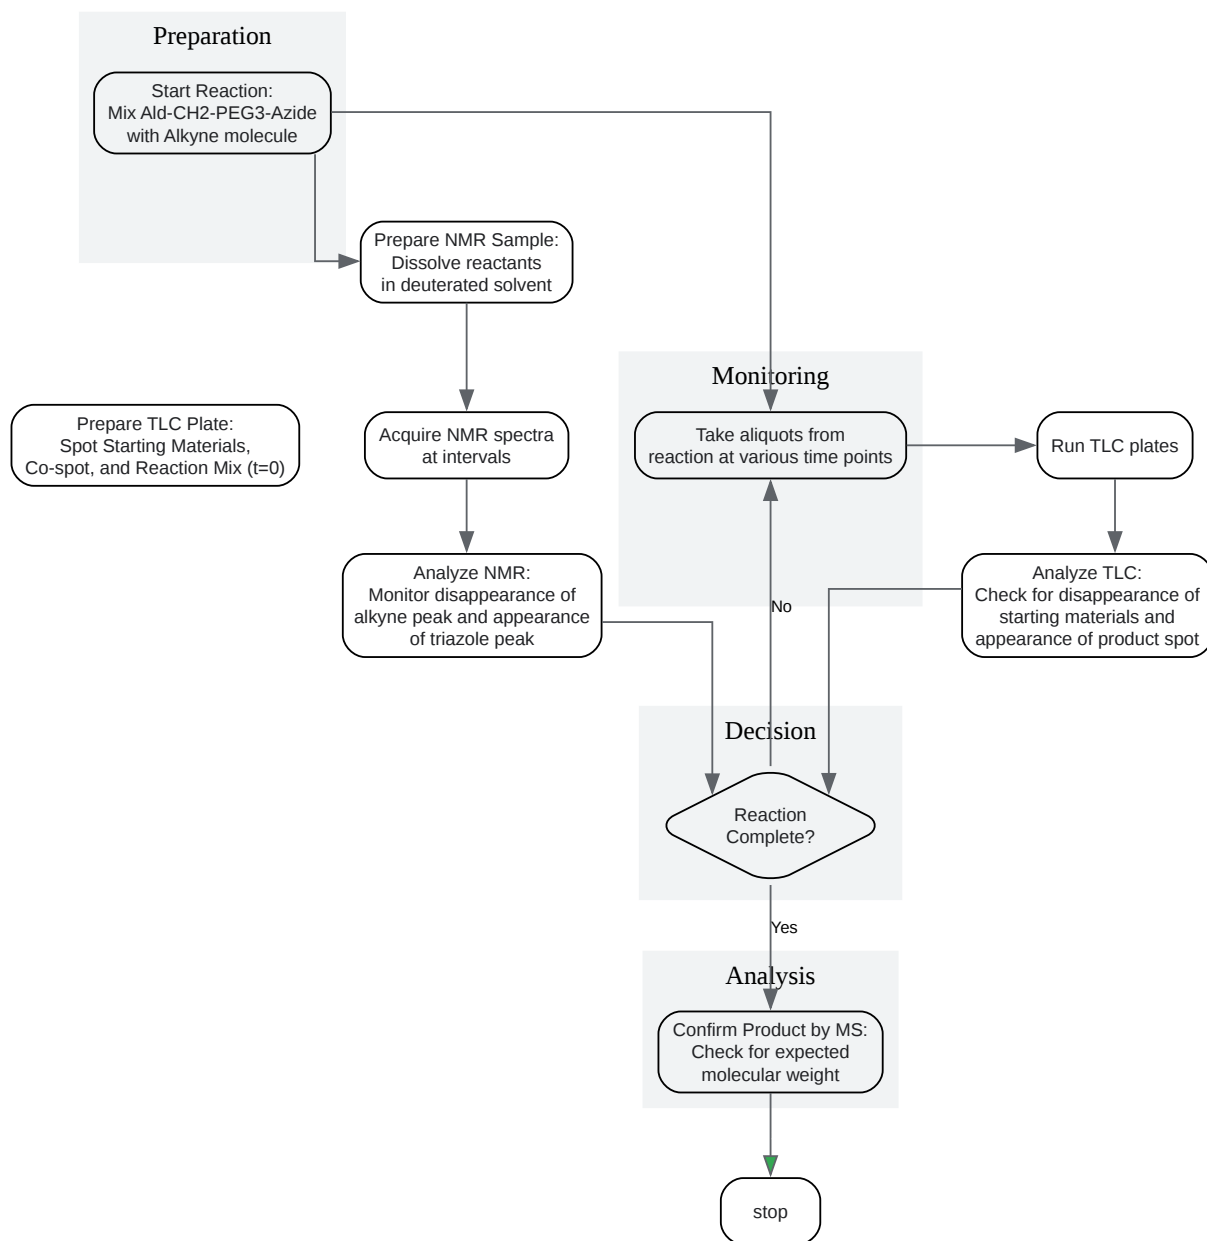 Preparation
Start Reaction:
Mix Ald-CH2-PEG3-Azide
with Alkyne molecule
Prepare NMR Sample:
Dissolve reactants
in deuterated solvent
Monitoring
Prepare TLC Plate:
Spot Starting Materials,
Co-spot, and Reaction Mix (t=0)
Acquire NMR spectra
at intervals
Take aliquots from
reaction at various time points
Run TLC plates
Analyze NMR:
Monitor disappearance of
alkyne peak and appearance
of triazole peak
No
Analyze TLC:
Check for disappearance of
starting materials and
appearance of product spot
Decision
Reaction
Complete?
Yes
Analysis
Confirm Product by MS:
Check for expected
molecular weight
stop